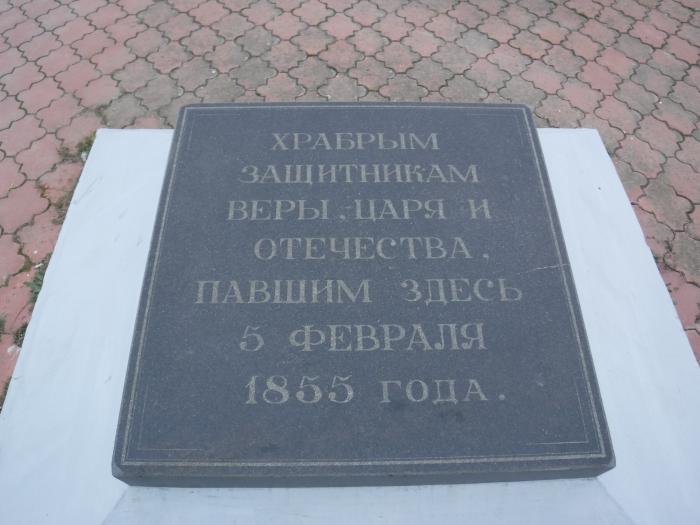 ХРАБРЫМ
ЗАЩИТНИКАМ
ВЕРЫ, ЦАРЯ И
ОТЕЧЕСТВА,
ПАВШИМ ЗДЕСЬ
5 ФЕВРАЛЯ
1855 ГОДА.